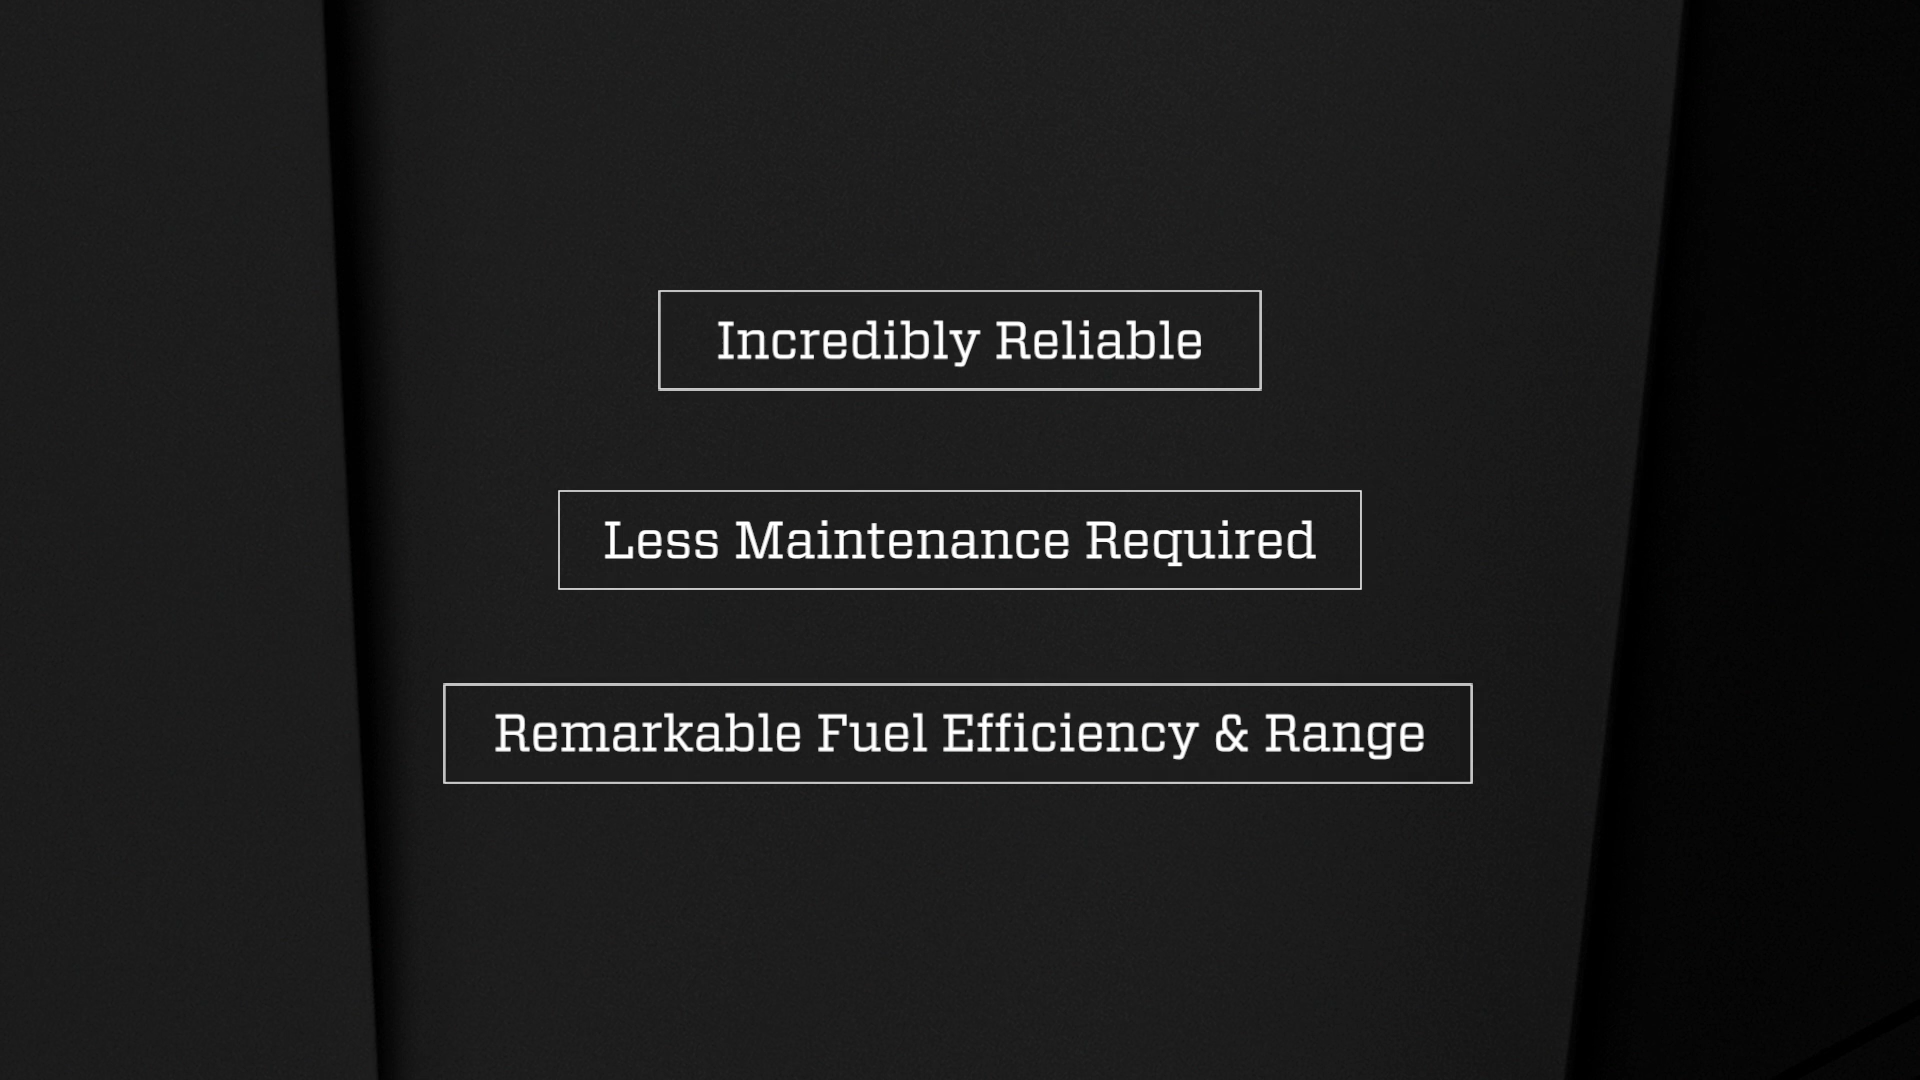 Incredibly Reliable
Less Maintenance Required
Remarkable Fuel Efficiency & Range